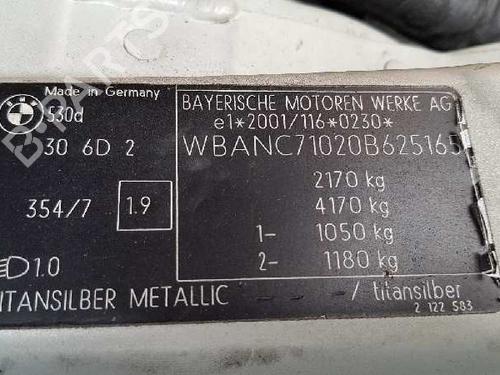 Made in Germany
BMW
530d
30 6D 2
354/7
1.9
1.0
TITANSILBER METALLIC
BAYERISCHE MOTOREN WERKE AG
e1*2001/116*0230*
WBANC71020B625165
2170 kg
4170 kg
1- 1050 kg
2- 1180 kg
- - - - / titansilber
2 122 583
B-PARTS